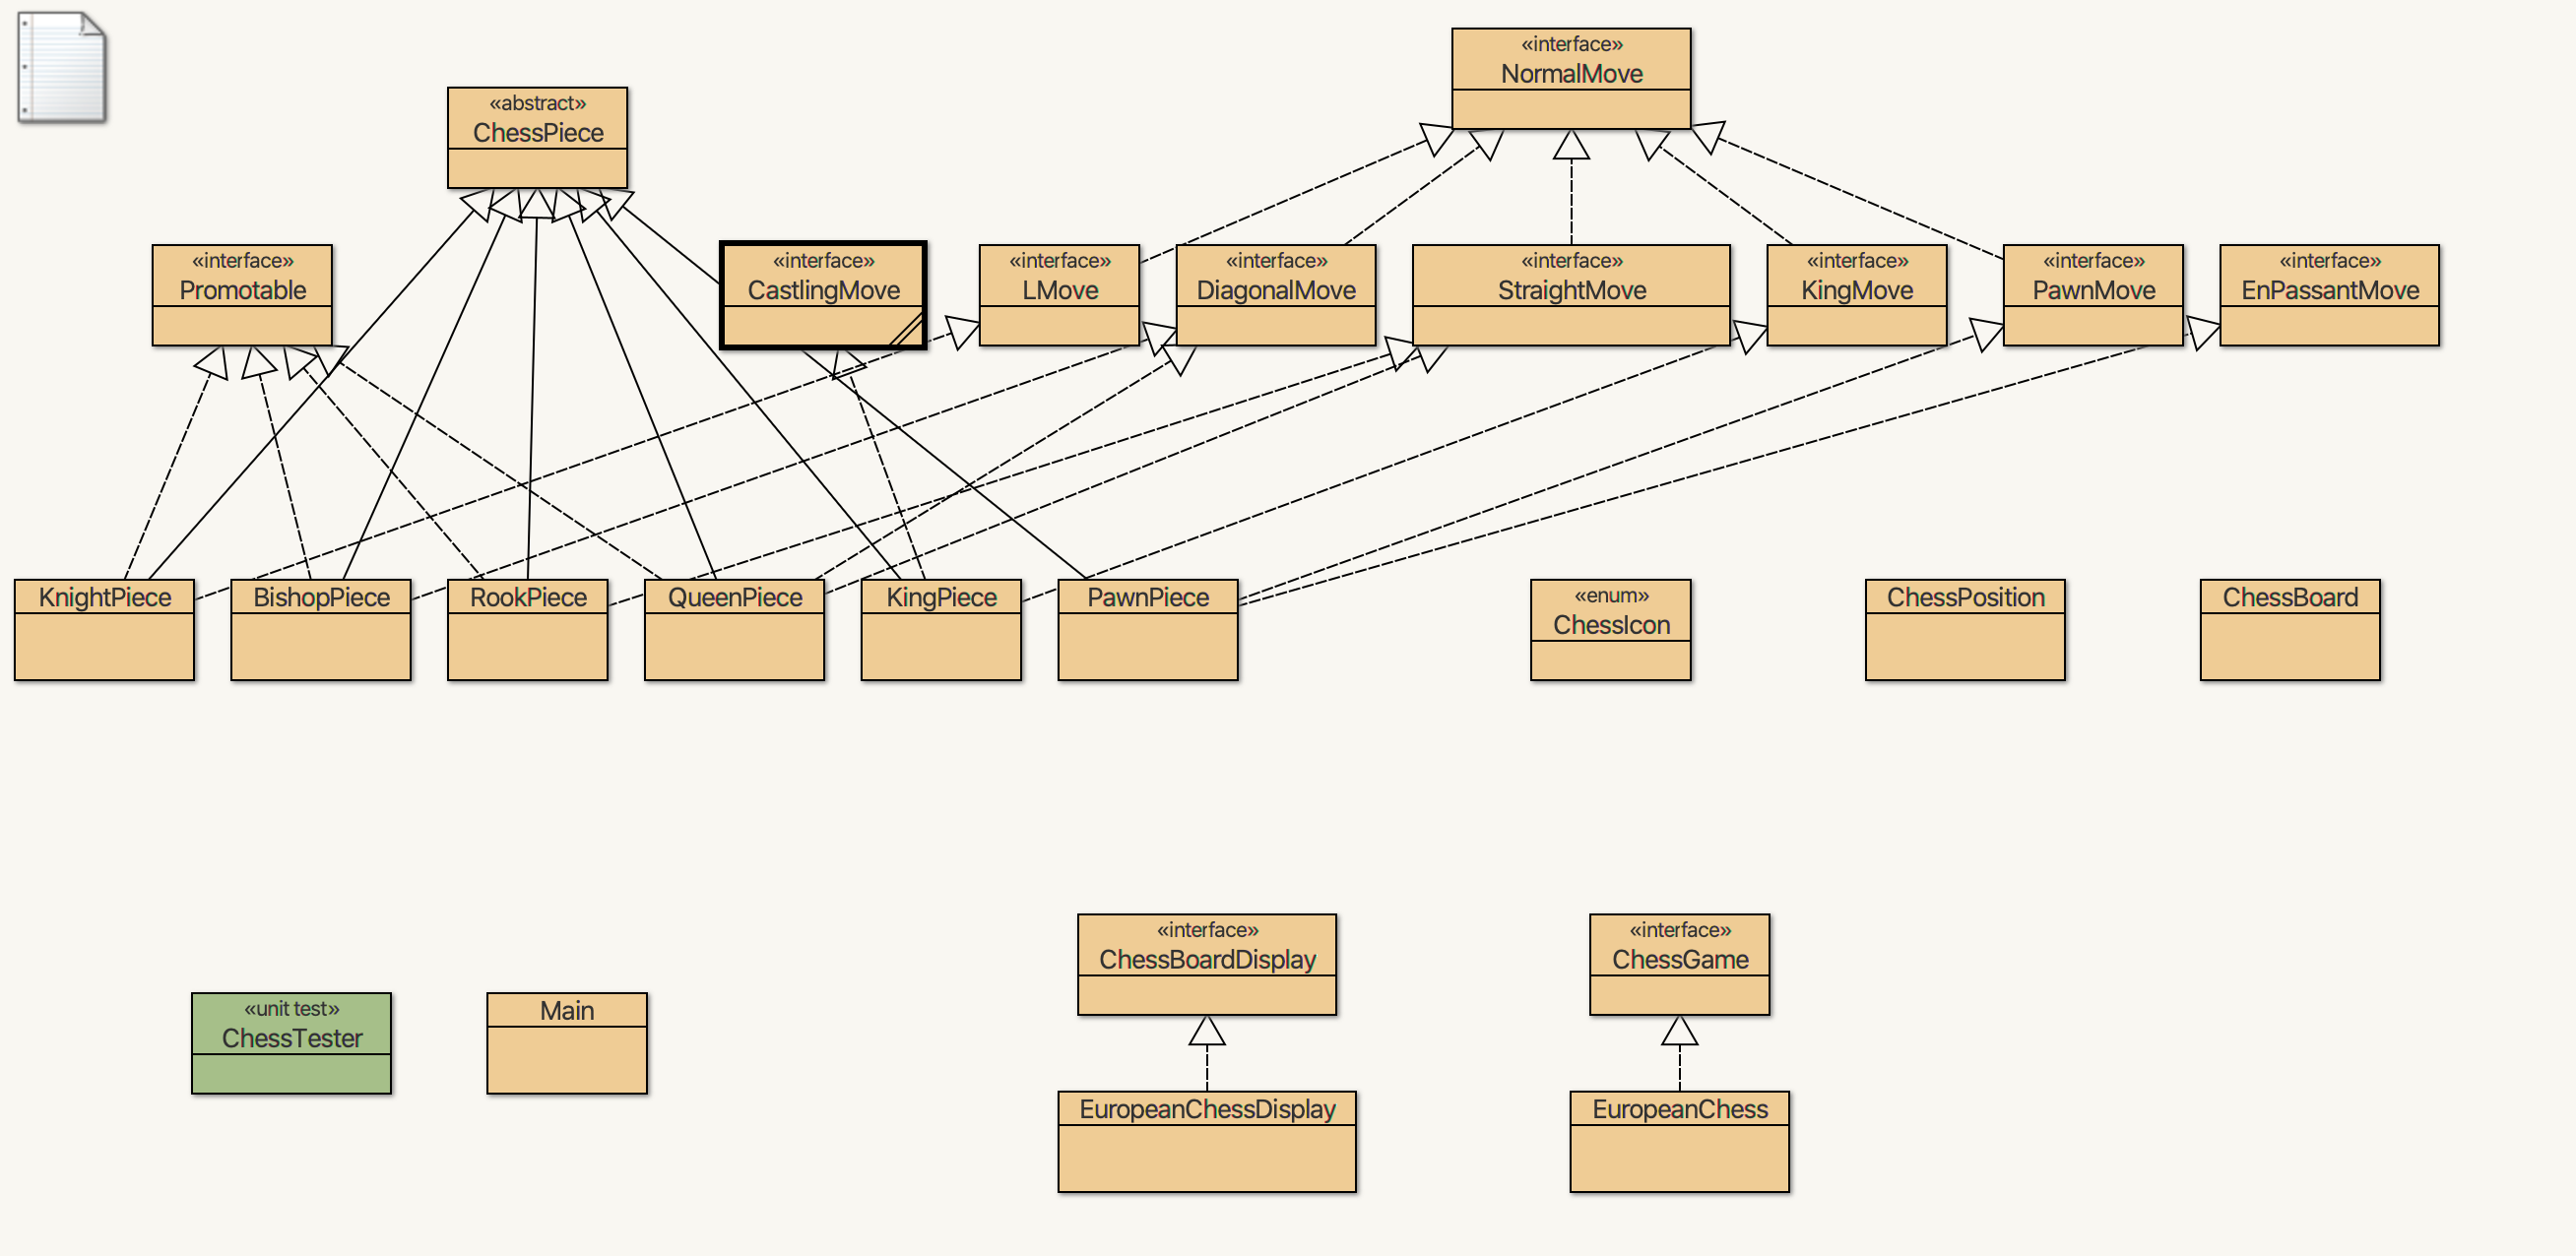 «interface»
NormalMove
«abstract»
ChessPiece
«interface»
Promotable
«interface»
CastlingMove
«interface»
LMove
«interface»
DiagonalMove
«interface»
StraightMove
«interface»
KingMove
«interface»
PawnMove
«interface»
EnPassantMove
KnightPiece
BishopPiece
RookPiece
QueenPiece
KingPiece
PawnPiece
«enum»
ChessIcon
ChessPosition
ChessBoard
«interface»
ChessBoardDisplay
«interface»
ChessGame
«unit test»
ChessTester
Main
EuropeanChessDisplay
EuropeanChess